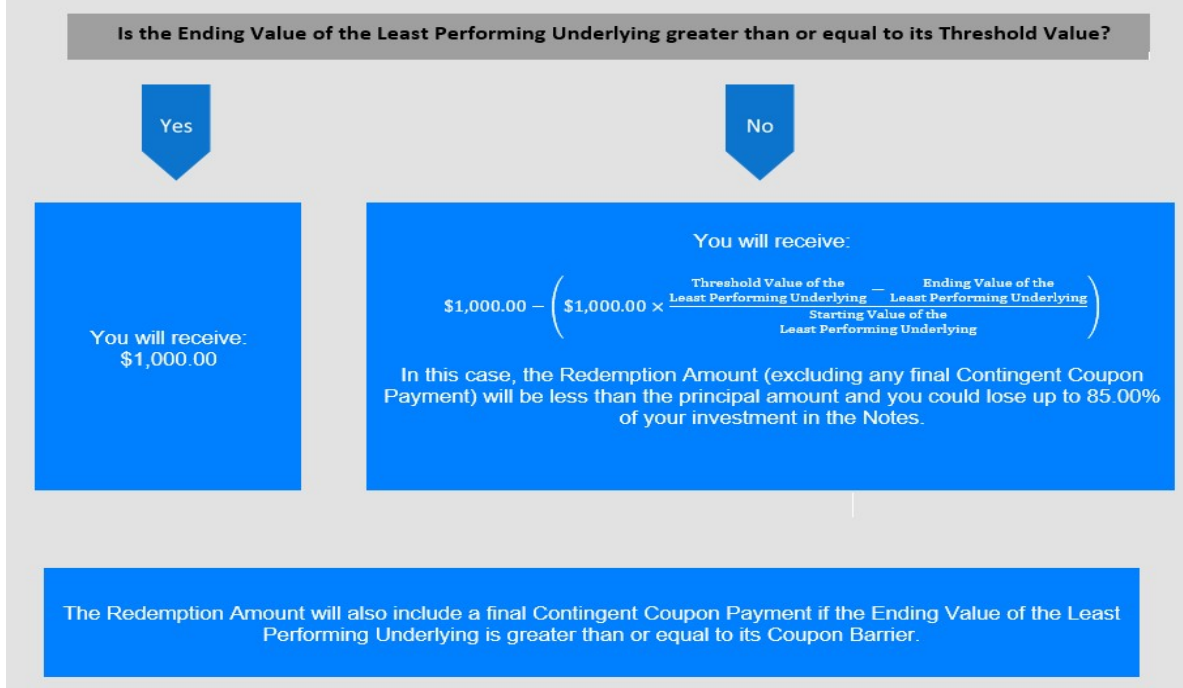 Is the Ending Value of the Least Performing Underlying greater than or equal to its Threshold Value?
Yes
No
You will receive:
$1,000.00
You will receive:
$1,000.00 − ($1,000.00 × (Threshold Value of the Least Performing Underlying − Ending Value of the Least Performing Underlying) / Starting Value of the Least Performing Underlying)
In this case, the Redemption Amount (excluding any final Contingent Coupon
Payment) will be less than the principal amount and you could lose up to 85.00%
of your investment in the Notes.
The Redemption Amount will also include a final Contingent Coupon Payment if the Ending Value of the Least
Performing Underlying is greater than or equal to its Coupon Barrier.